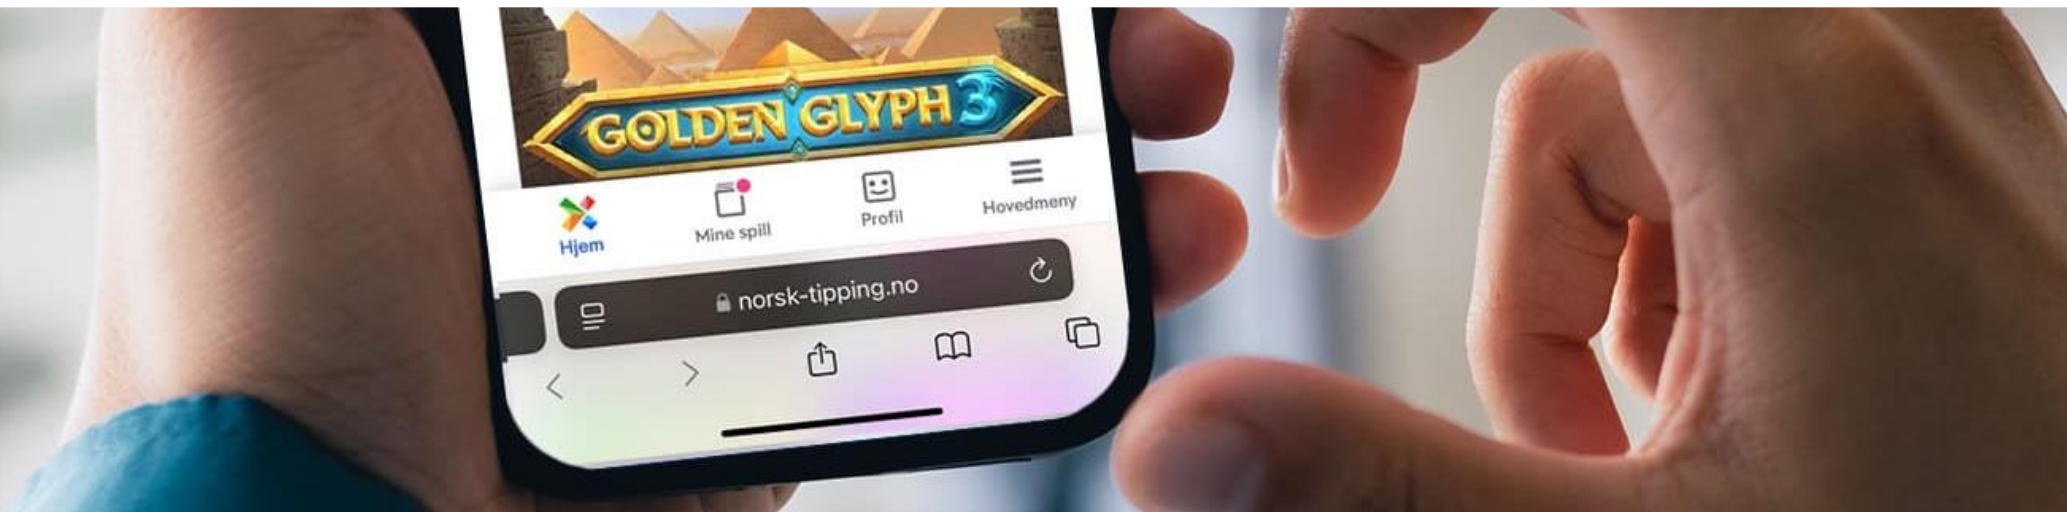 GOLDEN GLYPH 3
Hjem
Mine spill
Profil
Hovedmeny
norsk-tipping.no